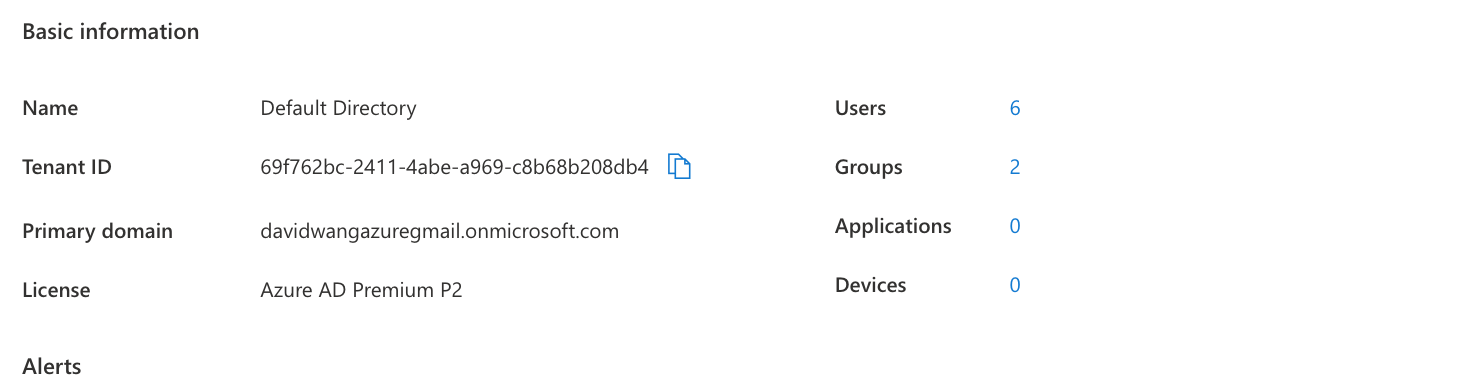 Basic information
Name Default Directory Users 6
Tenant ID 69f762bc-2411-4abe-a969-c8b68b208db4 Groups 2
Primary domain davidwangazuregmail.onmicrosoft.com Applications 0
License Azure AD Premium P2 Devices 0
Alerts